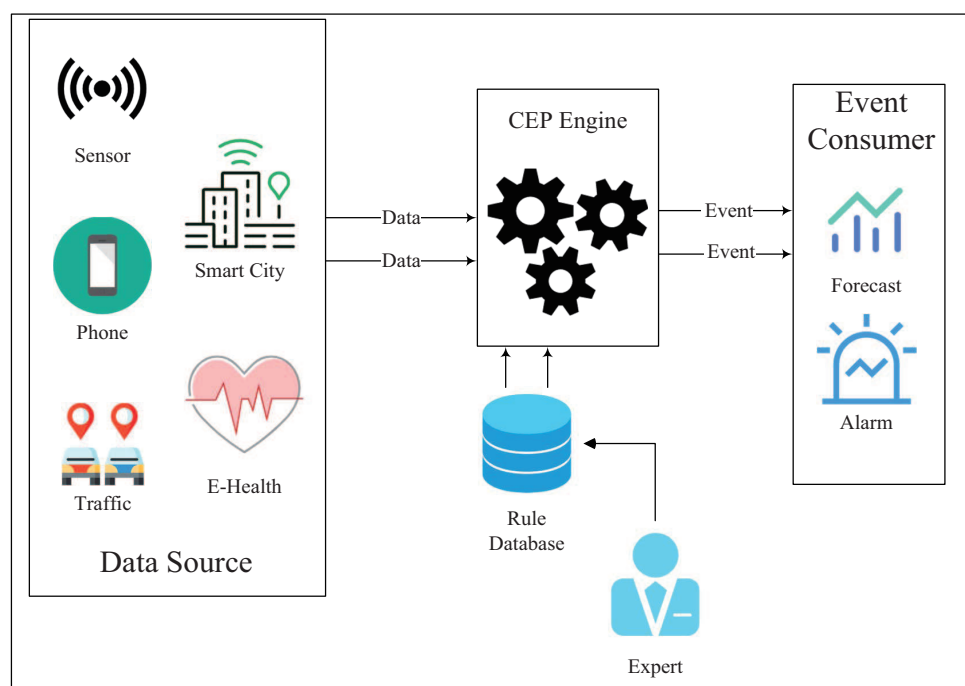 Sensor
Smart City
Phone
E-Health
Traffic
Data Source
Data
Data
CEP Engine
Rule
Database
Expert
Event
Event
Event
Consumer
Forecast
Alarm